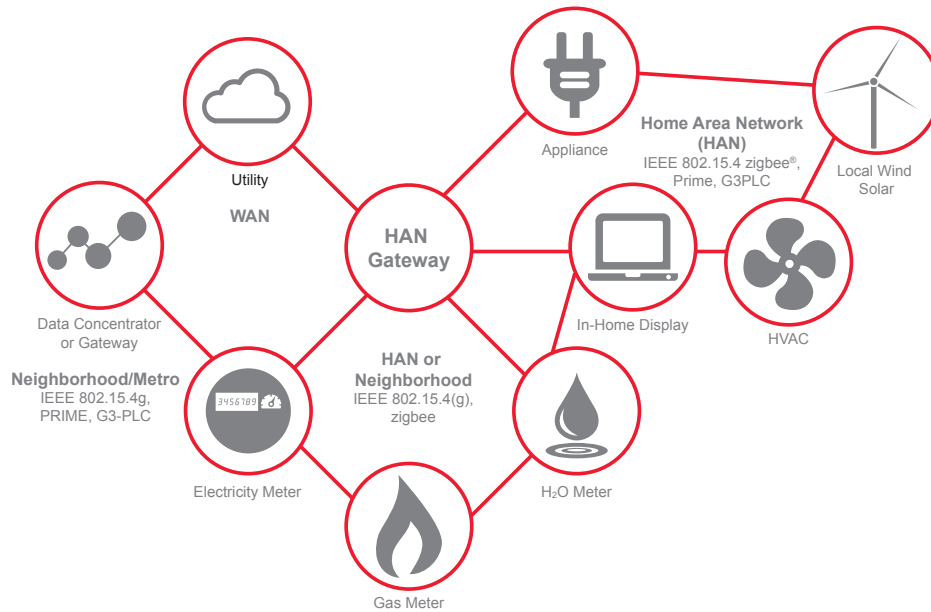 Utility
WAN
Appliance
Home Area Network
(HAN)
IEEE 802.15.4 zigbee®,
Prime, G3PLC
Local Wind
Solar
HAN
Gateway
Data Concentrator
or Gateway
In-Home Display
HVAC
Neighborhood/Metro
IEEE 802.15.4g,
PRIME, G3-PLC
HAN or
Neighborhood
IEEE 802.15.4(g),
zigbee
3456789
Electricity Meter
H₂O Meter
Gas Meter